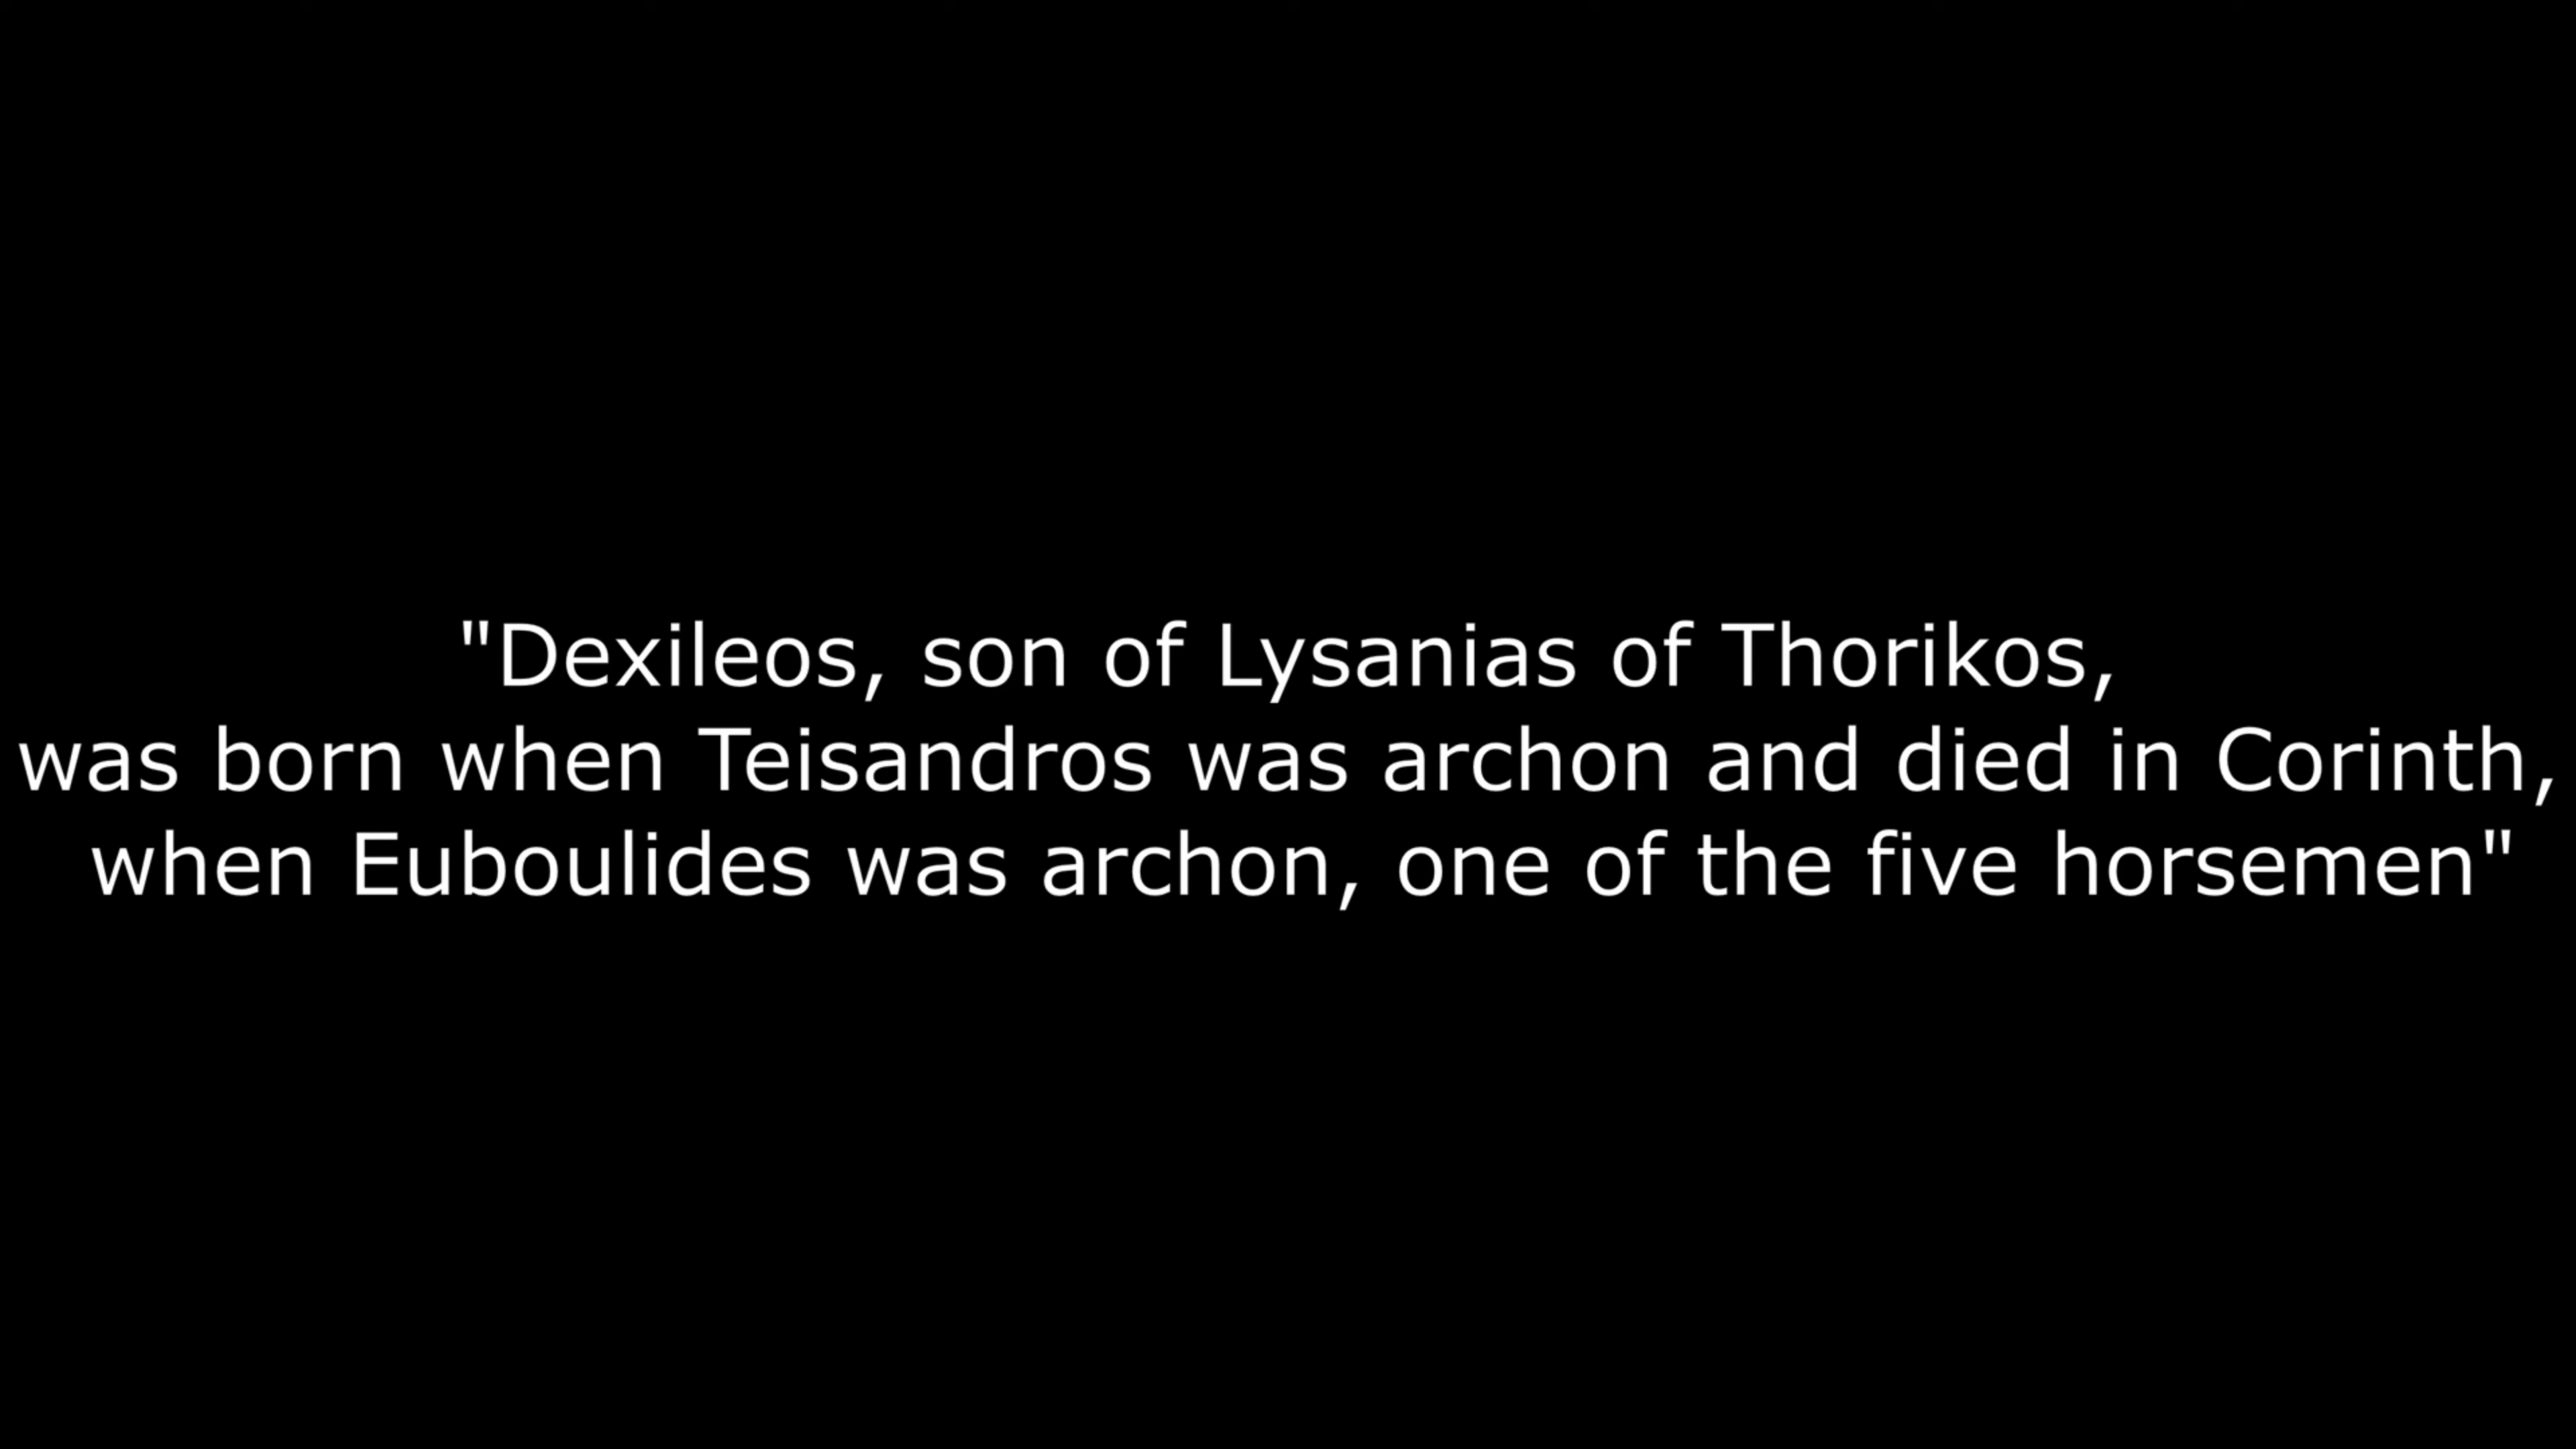 "Dexileos, son of Lysanias of Thorikos,
was born when Teisandros was archon and died in Corinth,
when Euboulides was archon, one of the five horsemen"